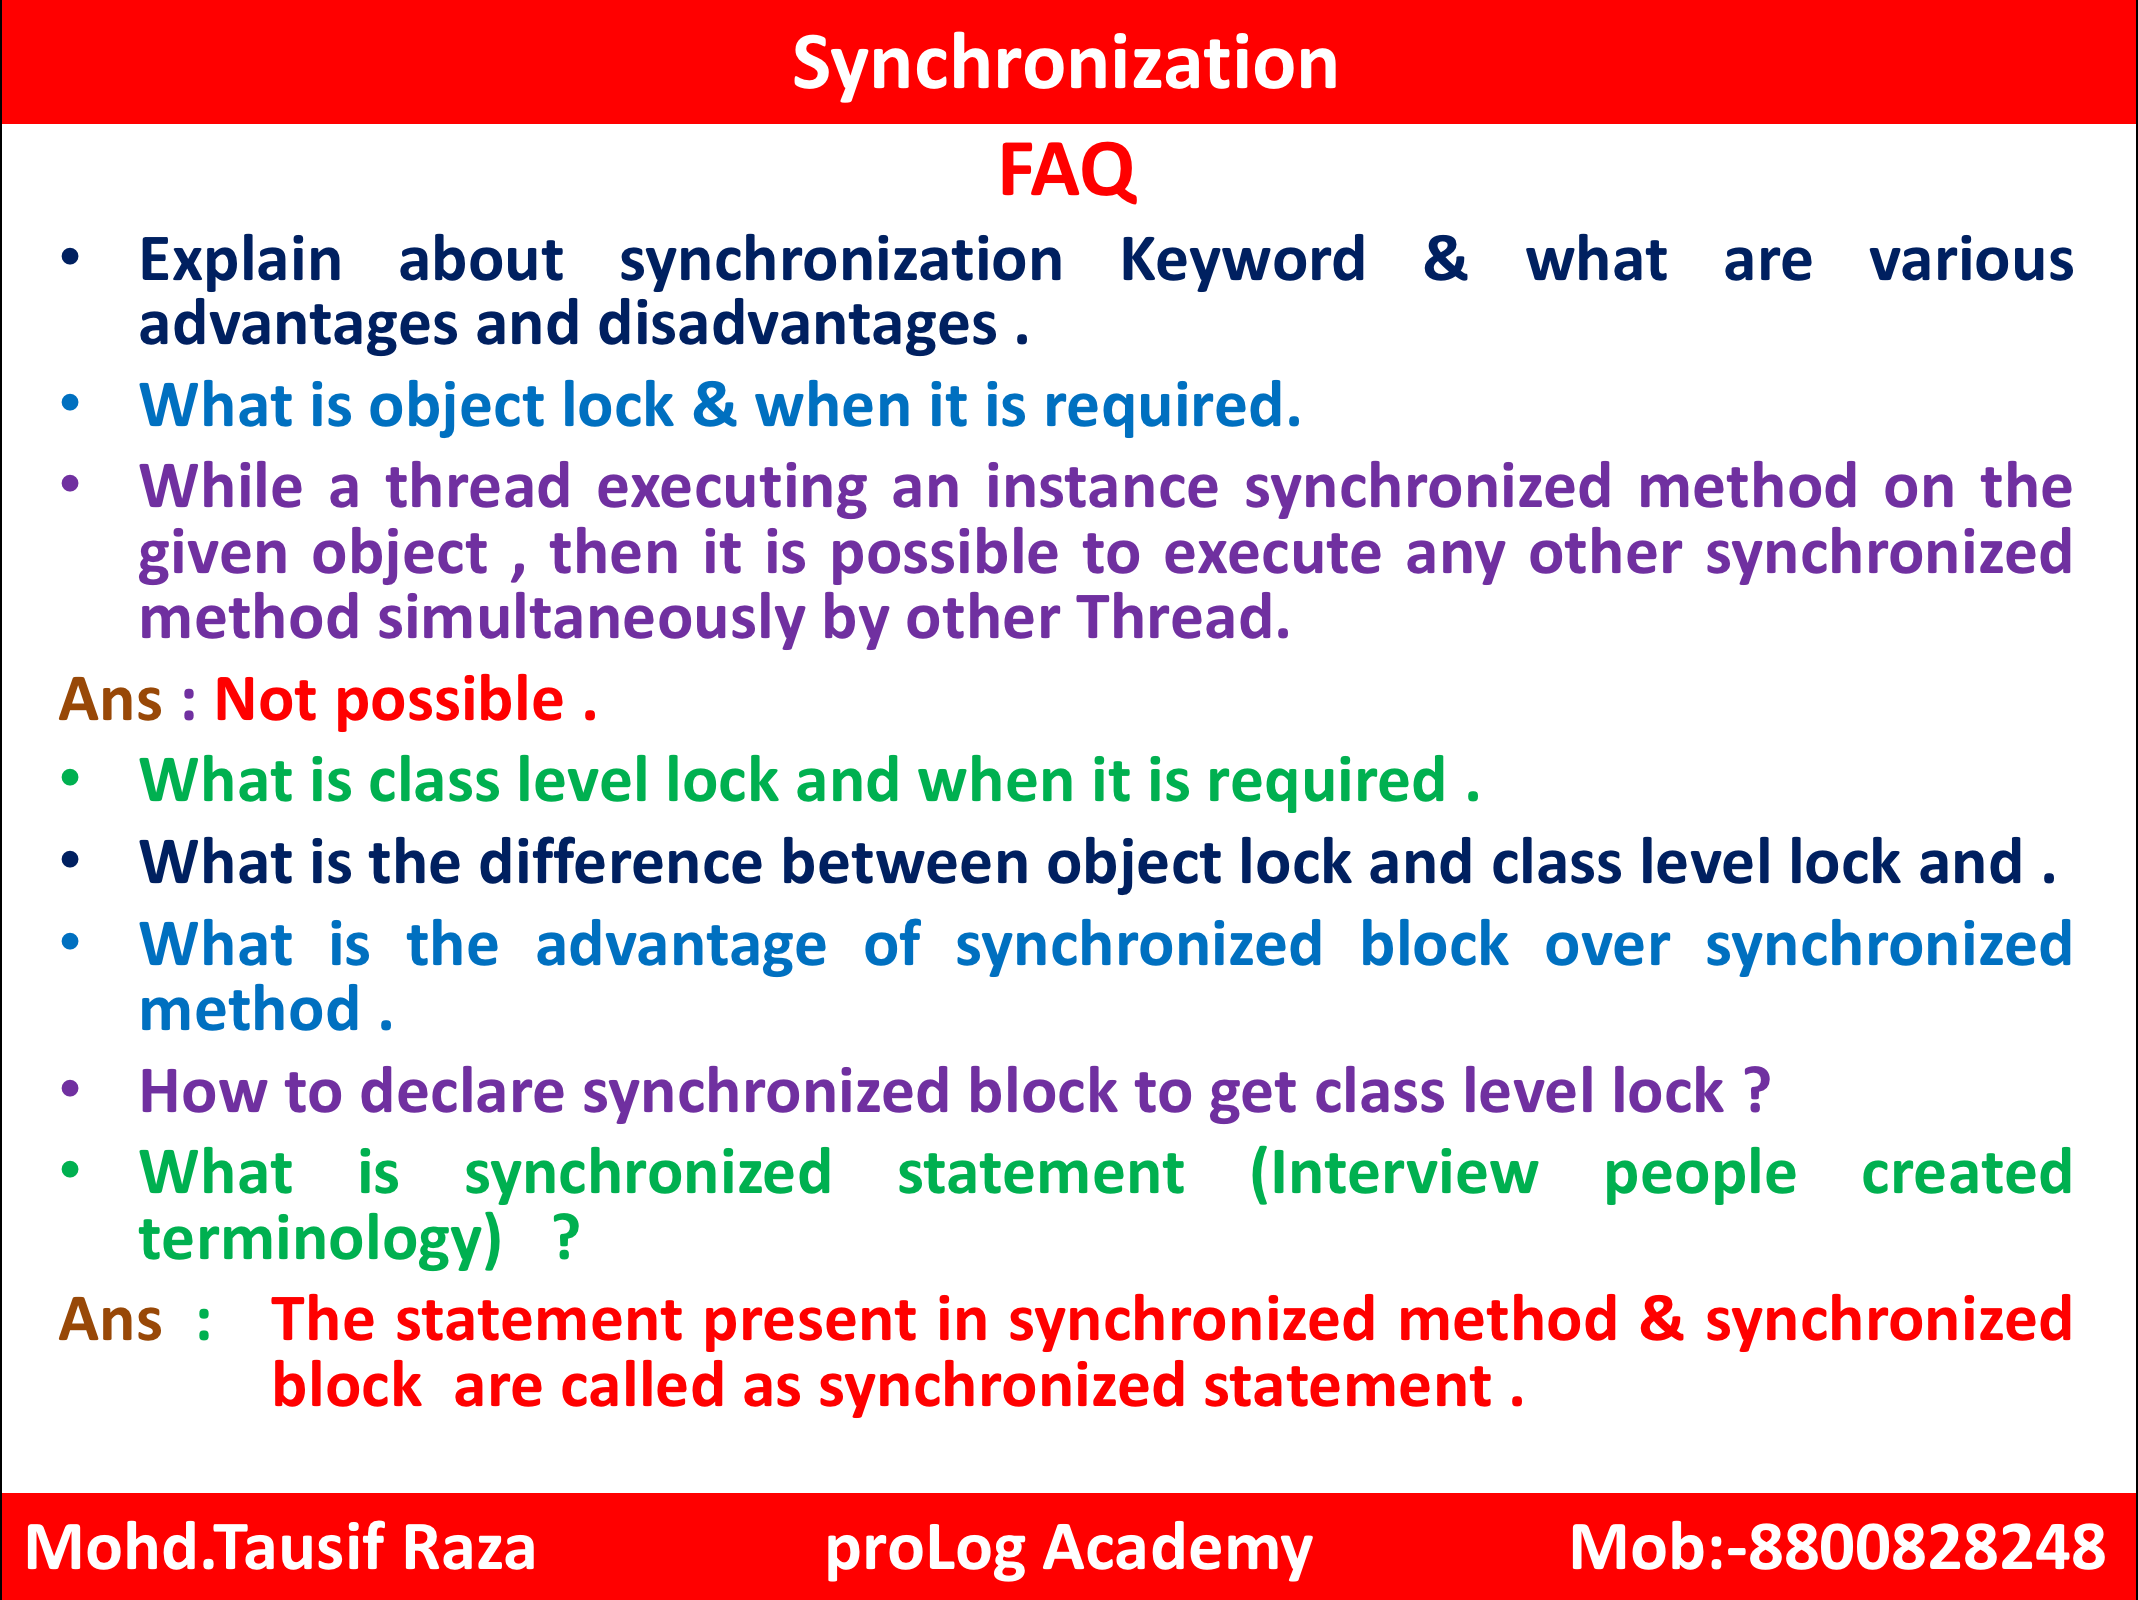 Synchronization
FAQ
• Explain about synchronization Keyword & what are various
advantages and disadvantages .
• What is object lock & when it is required.
• While a thread executing an instance synchronized method on the
given object , then it is possible to execute any other synchronized
method simultaneously by other Thread.
Ans : Not possible .
• What is class level lock and when it is required .
• What is the difference between object lock and class level lock and .
• What is the advantage of synchronized block over synchronized
method .
• How to declare synchronized block to get class level lock ?
• What is synchronized statement (Interview people created
terminology) ?
Ans : The statement present in synchronized method & synchronized
block are called as synchronized statement .
Mohd.Tausif Raza proLog Academy Mob:-8800828248